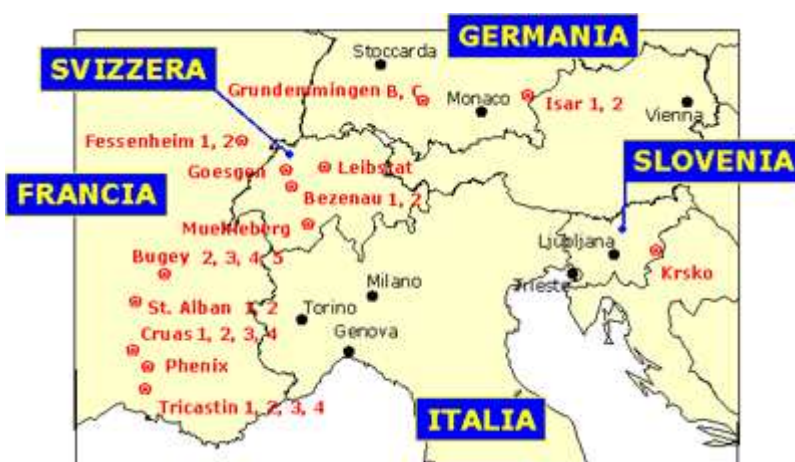 GERMANIA
Stoccarda
SVIZZERA
Grundemmingen B, C
Monaco
Isar 1, 2
Vienna
Fessenheim 1, 2
SLOVENIA
Goesgen
Leibstat
FRANCIA
Bezenau 1, 2
Muehleberg
Ljubljana
Bugey 2, 3, 4, 5
Krsko
Trieste
Milano
St. Alban 1, 2
Torino
Cruas 1, 2, 3, 4
Genova
Phenix
Tricastin 1, 2, 3, 4
ITALIA